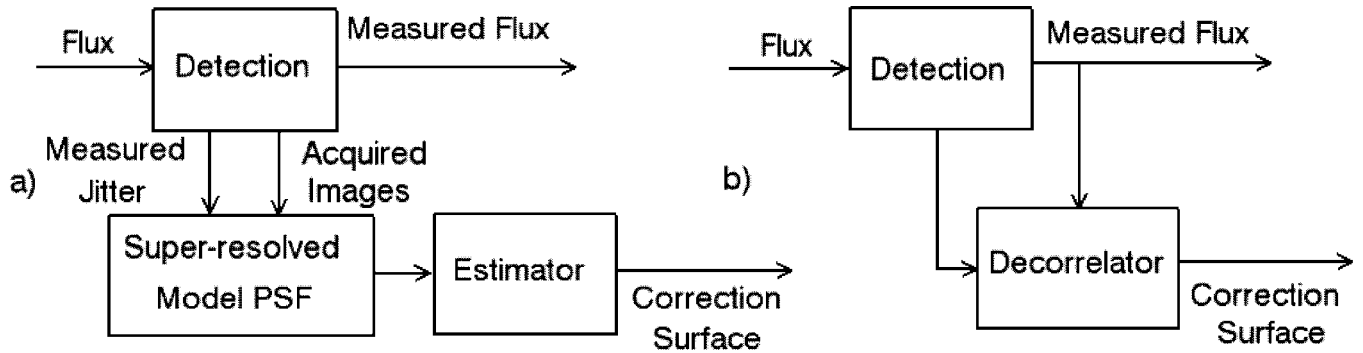 Flux
Detection
Measured Flux
Measured
Jitter
Acquired
Images
a)
Super-resolved
Model PSF
Estimator
Correction
Surface
Flux
Detection
Measured Flux
b)
Decorrelator
Correction
Surface